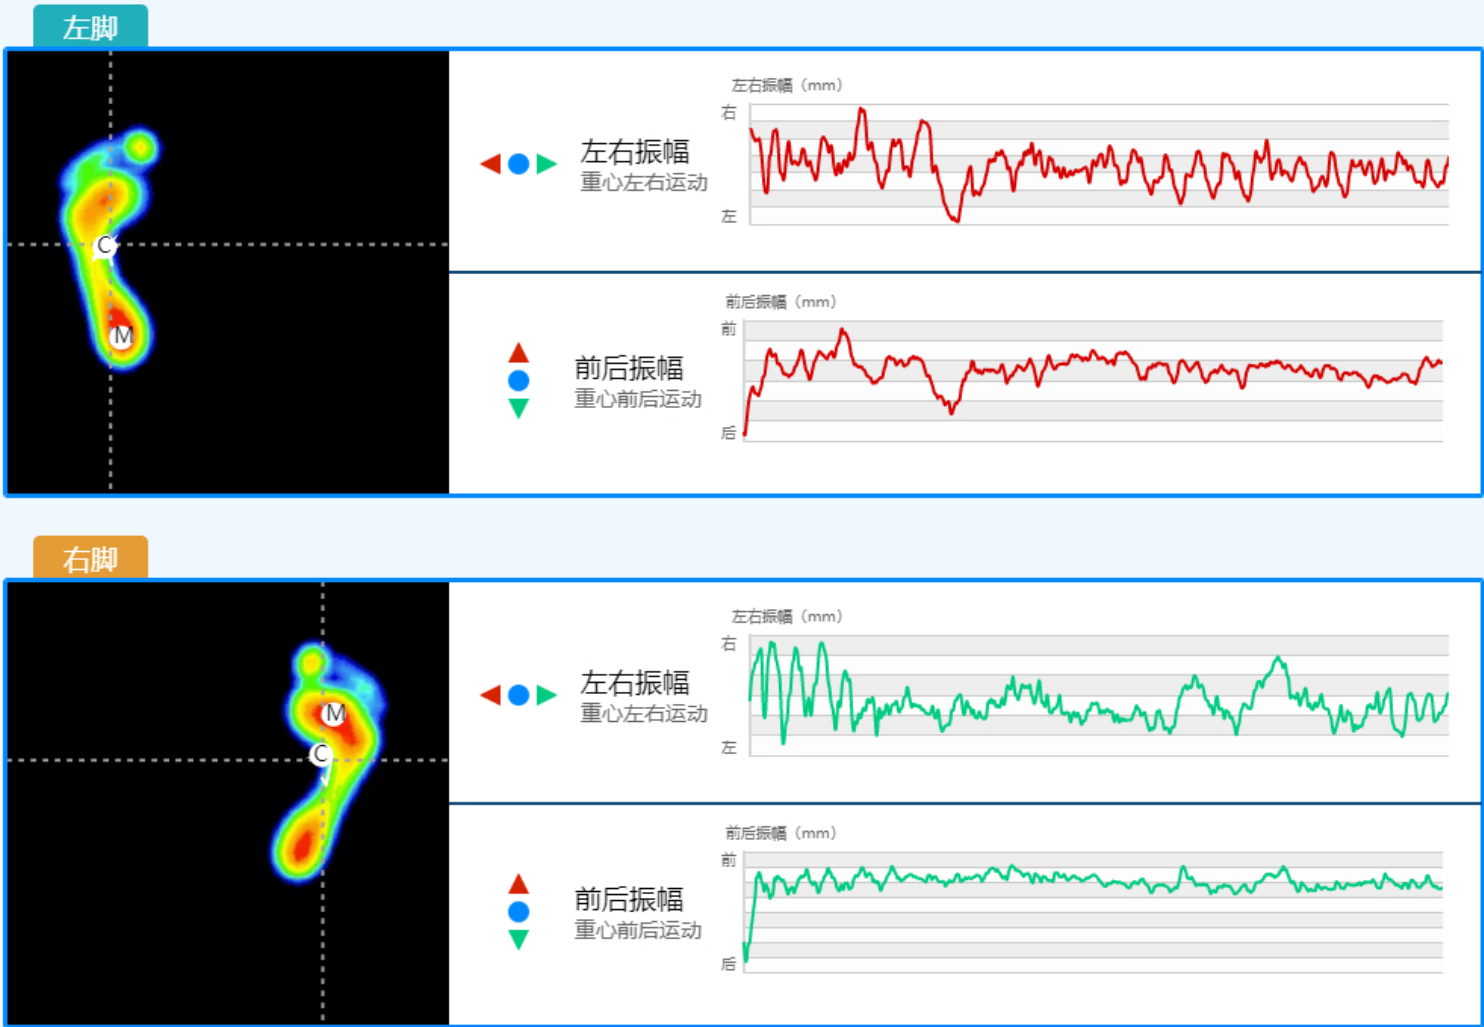 左脚
C
M
左右振幅
重心左右运动
左右振幅（mm）
右
左
前后振幅
重心前后运动
前后振幅（mm）
前
后
右脚
M
C
左右振幅
重心左右运动
左右振幅（mm）
右
左
前后振幅
重心前后运动
前后振幅（mm）
前
后